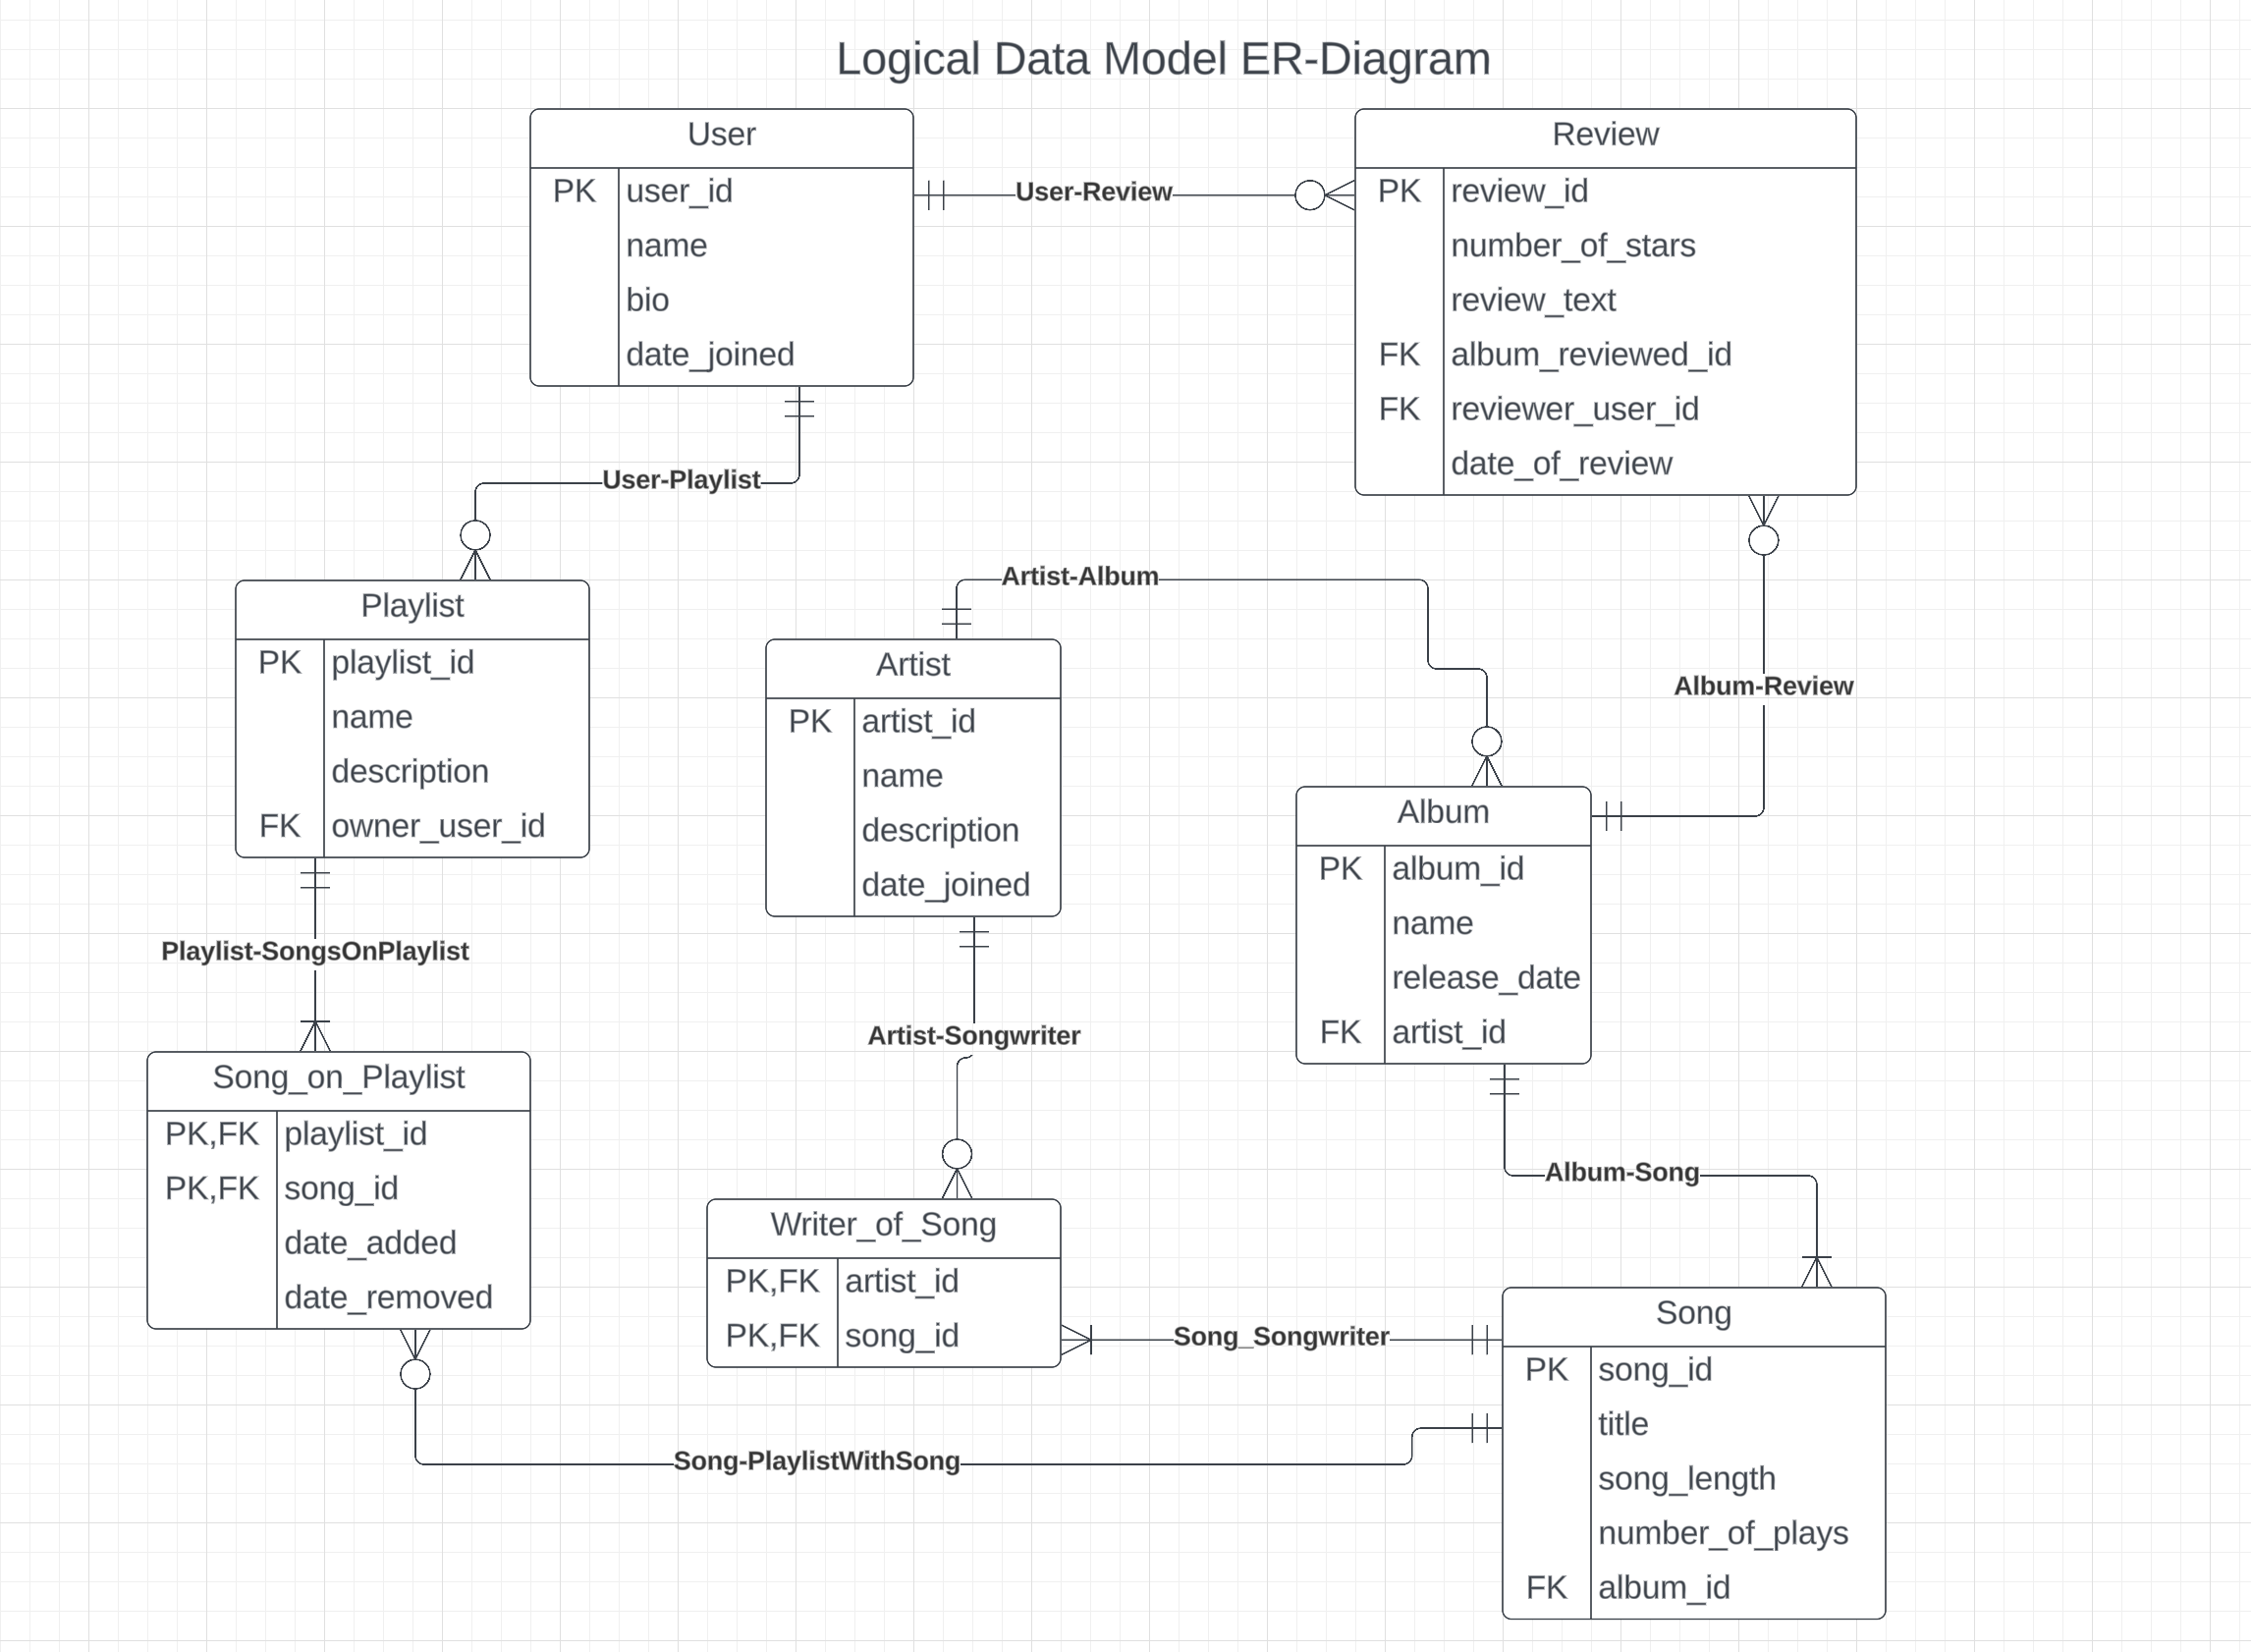 Logical Data Model ER-Diagram
User
PK user_id
name
bio
date_joined
User-Review
Review
PK review_id
number_of_stars
review_text
FK album_reviewed_id
FK reviewer_user_id
date_of_review
User-Playlist
Playlist
PK playlist_id
name
description
FK owner_user_id
Artist-Album
Artist
PK artist_id
name
description
date_joined
Album-Review
Album
PK album_id
name
release_date
FK artist_id
Playlist-SongsOnPlaylist
Artist-Songwriter
Song_on_Playlist
PK,FK playlist_id
PK,FK song_id
date_added
date_removed
Writer_of_Song
PK,FK artist_id
PK,FK song_id
Album-Song
Song_Songwriter
Song
PK song_id
title
song_length
number_of_plays
FK album_id
Song-PlaylistWithSong